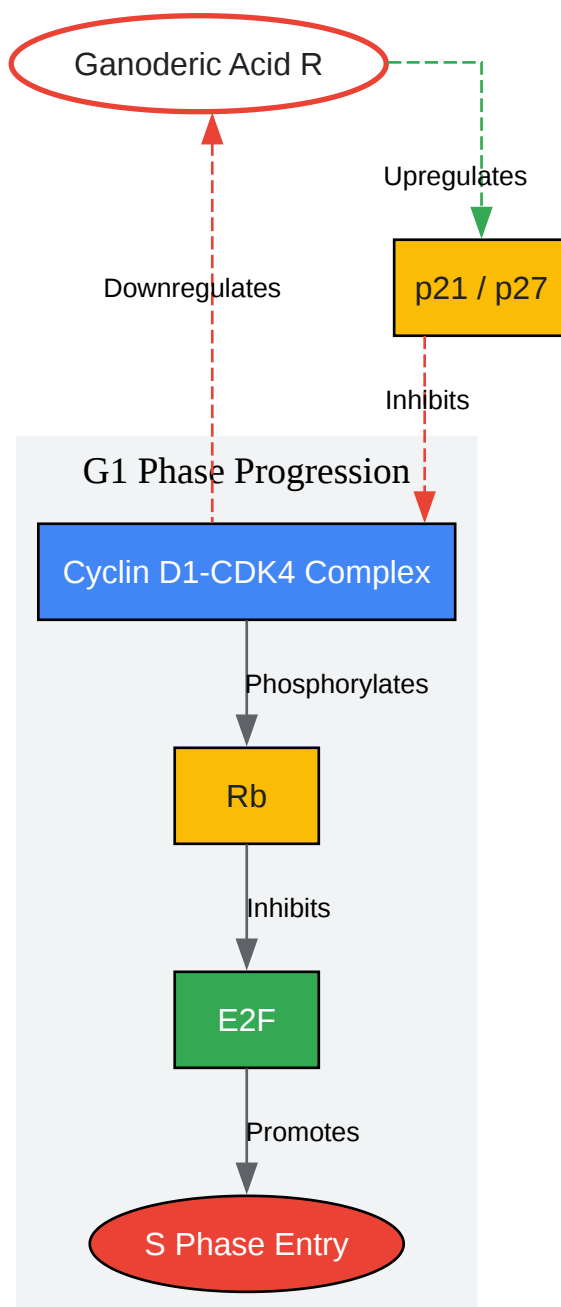 Ganoderic Acid R
Upregulates
p21 / p27
Downregulates
Inhibits
G1 Phase Progression
Cyclin D1-CDK4 Complex
Phosphorylates
Rb
Inhibits
E2F
Promotes
S Phase Entry